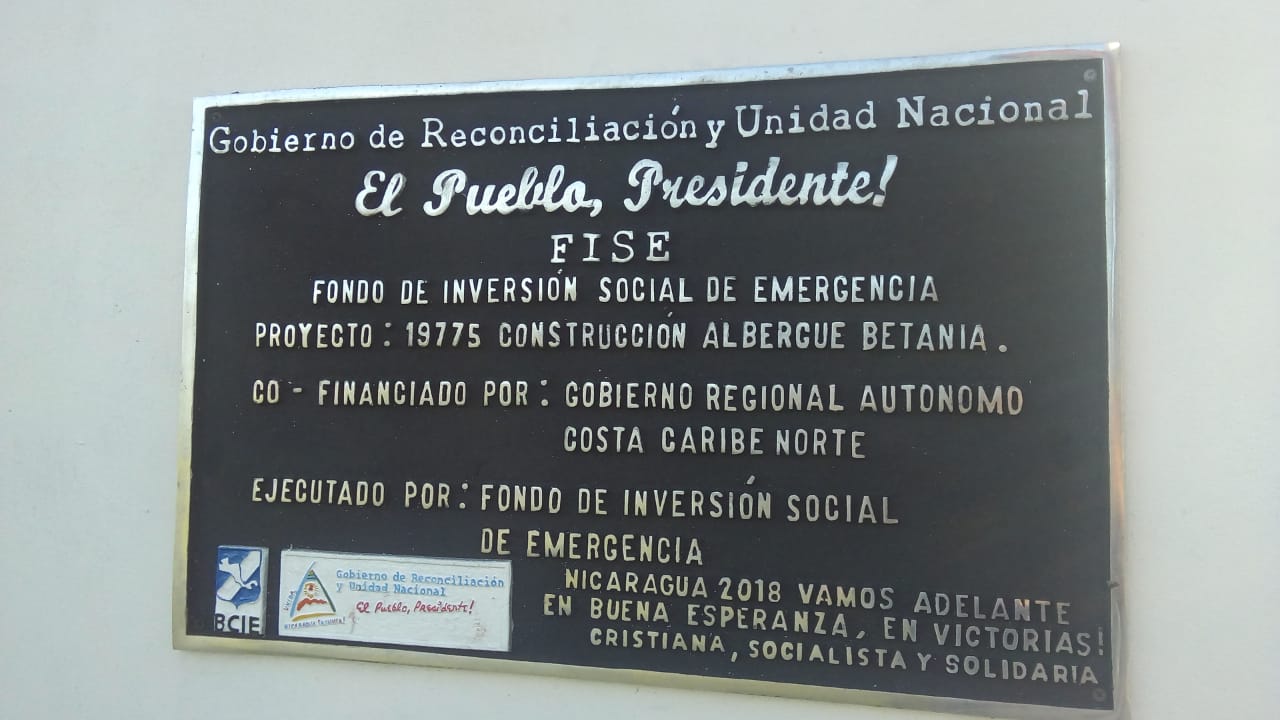 Gobierno de Reconciliación y Unidad Nacional
El Pueblo, Presidente!
FISE
FONDO DE INVERSIÓN SOCIAL DE EMERGENCIA
PROYECTO: 19775 CONSTRUCCIÓN ALBERGUE BETANIA.
CO - FINANCIADO POR: GOBIERNO REGIONAL AUTONOMO
COSTA CARIBE NORTE
EJECUTADO POR: FONDO DE INVERSIÓN SOCIAL
DE EMERGENCIA
NICARAGUA 2018 VAMOS ADELANTE
EN BUENA ESPERANZA, EN VICTORIAS!
CRISTIANA, SOCIALISTA Y SOLIDARIA
BCIE
Gobierno de Reconciliación
y Unidad Nacional
El Pueblo, Presidente!